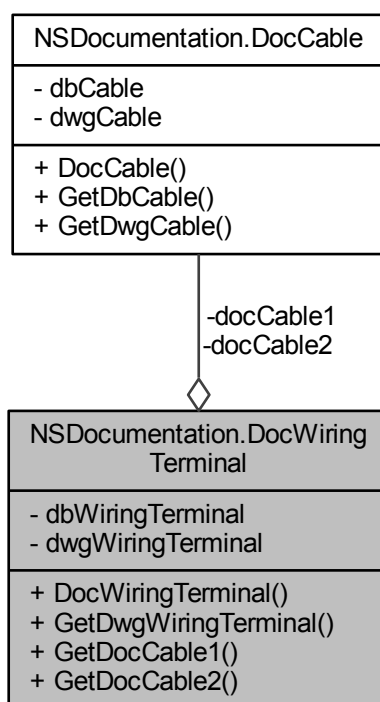 NSDocumentation.DocCable
- dbCable
- dwgCable
+ DocCable()
+ GetDbCable()
+ GetDwgCable()
-docCable1
-docCable2
NSDocumentation.DocWiring
Terminal
- dbWiringTerminal
- dwgWiringTerminal
+ DocWiringTerminal()
+ GetDwgWiringTerminal()
+ GetDocCable1()
+ GetDocCable2()